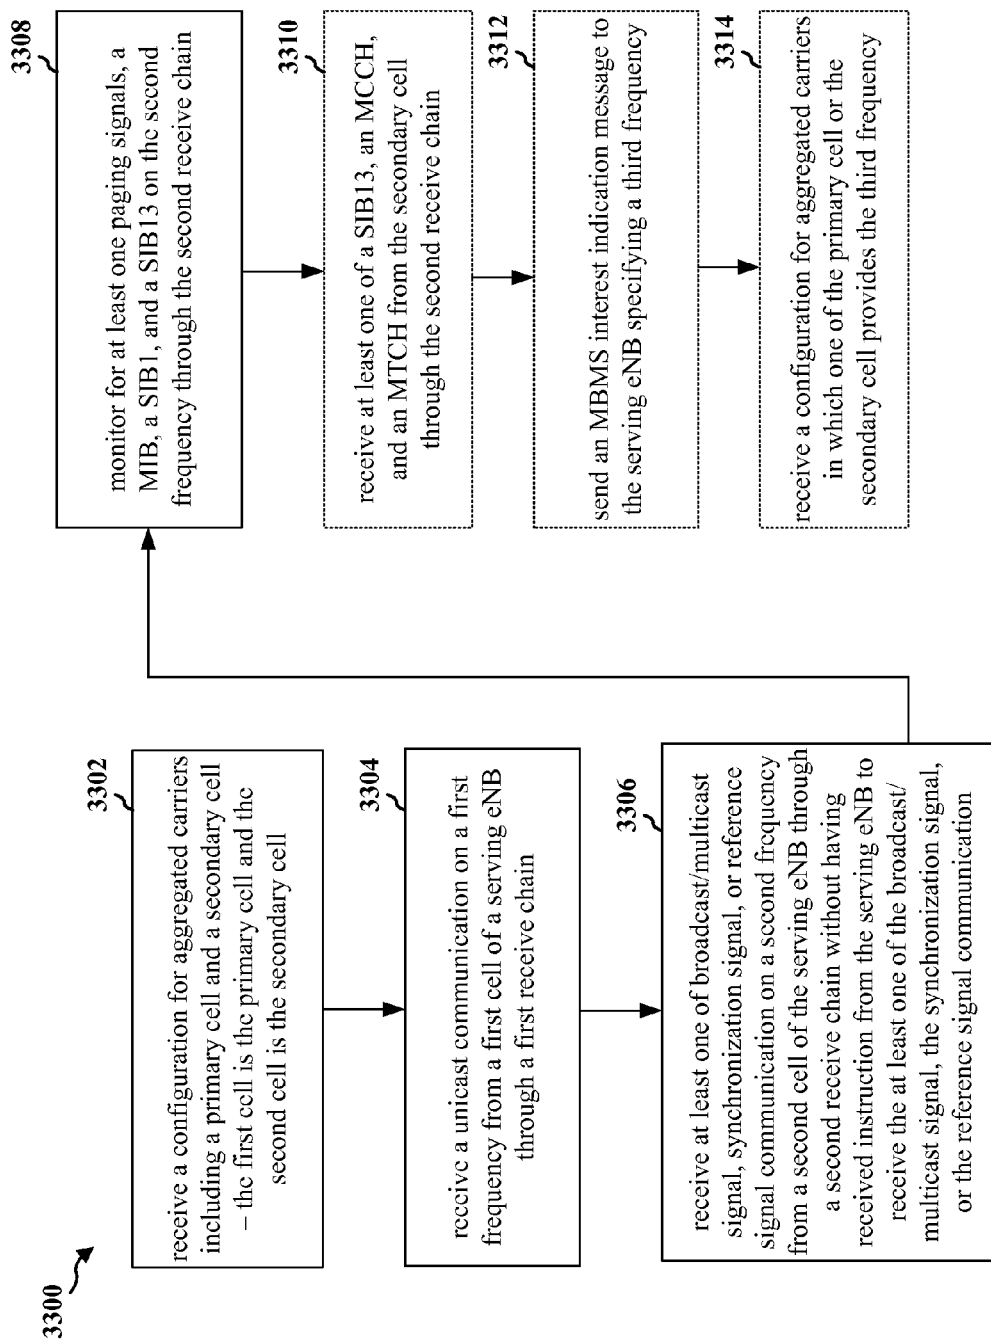 3300
3302
receive a configuration for aggregated carriers
including a primary cell and a secondary cell
– the first cell is the primary cell and the
second cell is the secondary cell
3304
receive a unicast communication on a first
frequency from a first cell of a serving eNB
through a first receive chain
3306
receive at least one of broadcast/multicast
signal, synchronization signal, or reference
signal communication on a second frequency
from a second cell of the serving eNB through
a second receive chain without having
received instruction from the serving eNB to
receive the at least one of the broadcast/
multicast signal, the synchronization signal,
or the reference signal communication
3308
monitor for at least one paging signals, a
MIB, a SIB1, and a SIB13 on the second
frequency through the second receive chain
3310
receive at least one of a SIB13, an MCCH,
and an MTCH from the secondary cell
through the second receive chain
3312
send an MBMS interest indication message to
the serving eNB specifying a third frequency
3314
receive a configuration for aggregated carriers
in which one of the primary cell or the
secondary cell provides the third frequency